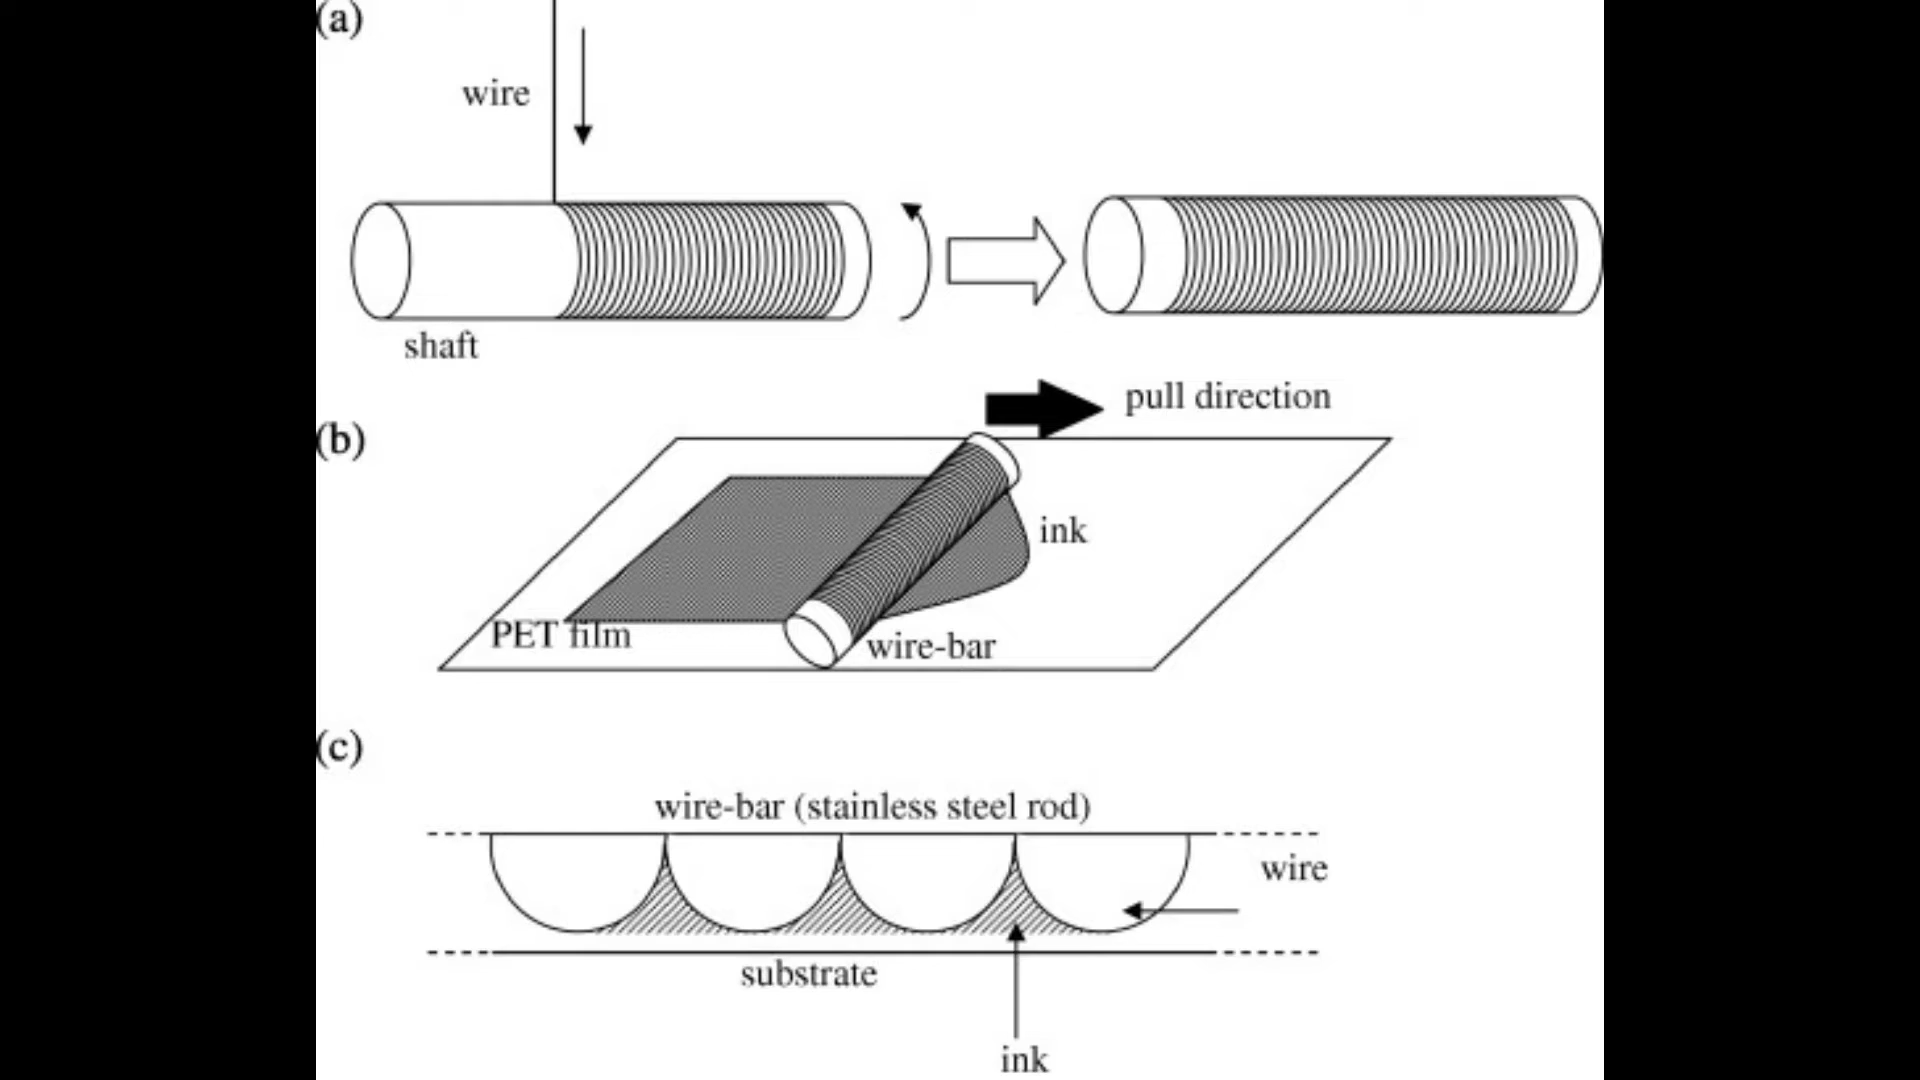 (a)
wire
shaft
pull direction
(b)
ink
PET film
wire-bar
(c)
wire-bar (stainless steel rod)
wire
substrate
ink